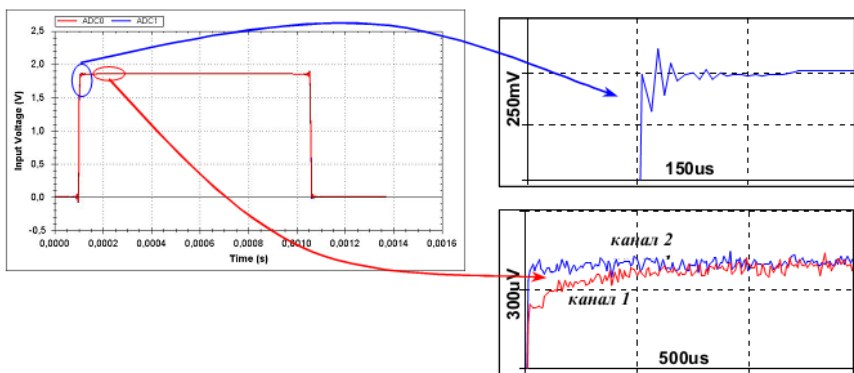 ADC0 ADC1
2,5
2,0
1,5
1,0
0,5
0,0
-0,5
Input Voltage (V)
0,0000 0,0002 0,0004 0,0006 0,0008 0,0010 0,0012 0,0014 0,0016
Time (s)
250mV
150us
канал 2
канал 1
300uV
500us